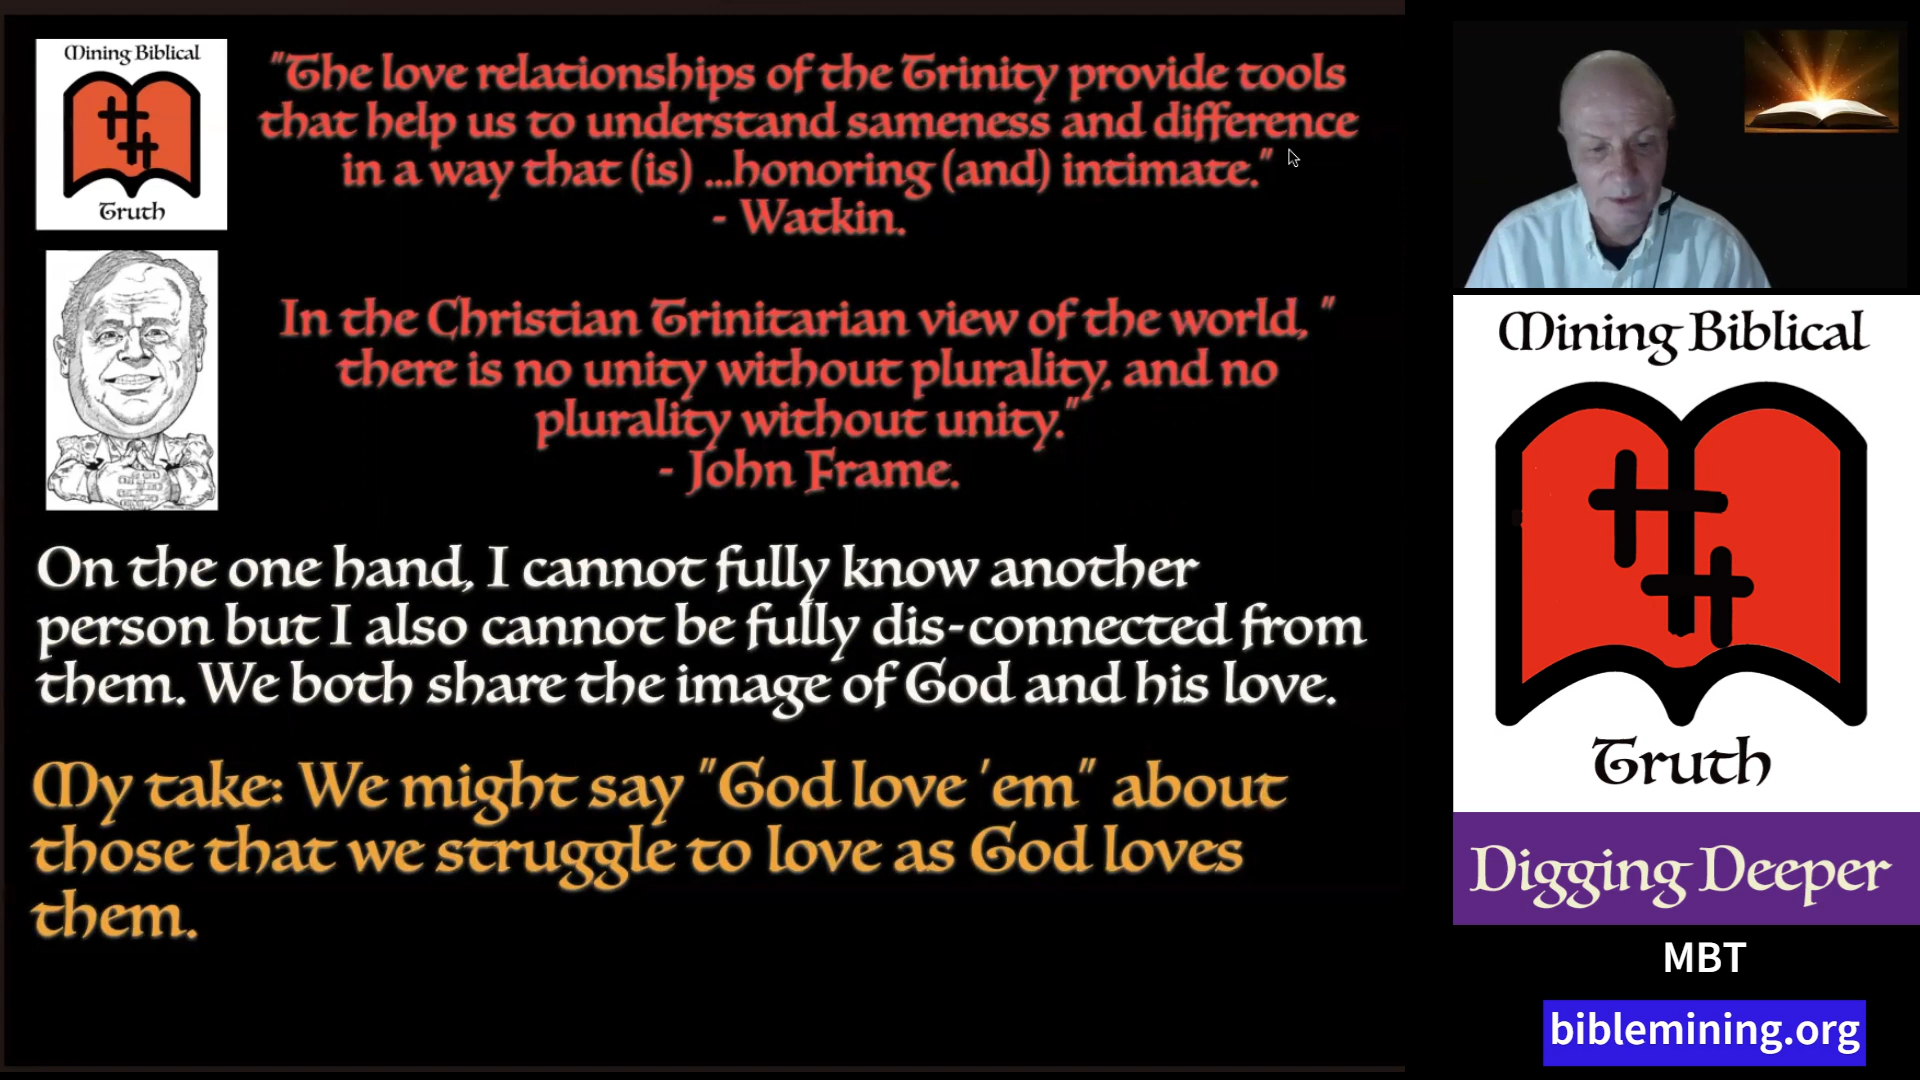 Mining Biblical
Truth
"The love relationships of the Trinity provide tools
that help us to understand sameness and difference
in a way that (is) ...honoring (and) intimate."
- Watkin.
In the Christian Trinitarian view of the world, "
there is no unity without plurality, and no
plurality without unity."
- John Frame.
On the one hand, I cannot fully know another
person but I also cannot be fully dis-connected from
them. We both share the image of God and his love.
My take: We might say "God love 'em" about
those that we struggle to love as God loves
them.
Mining Biblical
Truth
Digging Deeper
MBT
biblemining.org